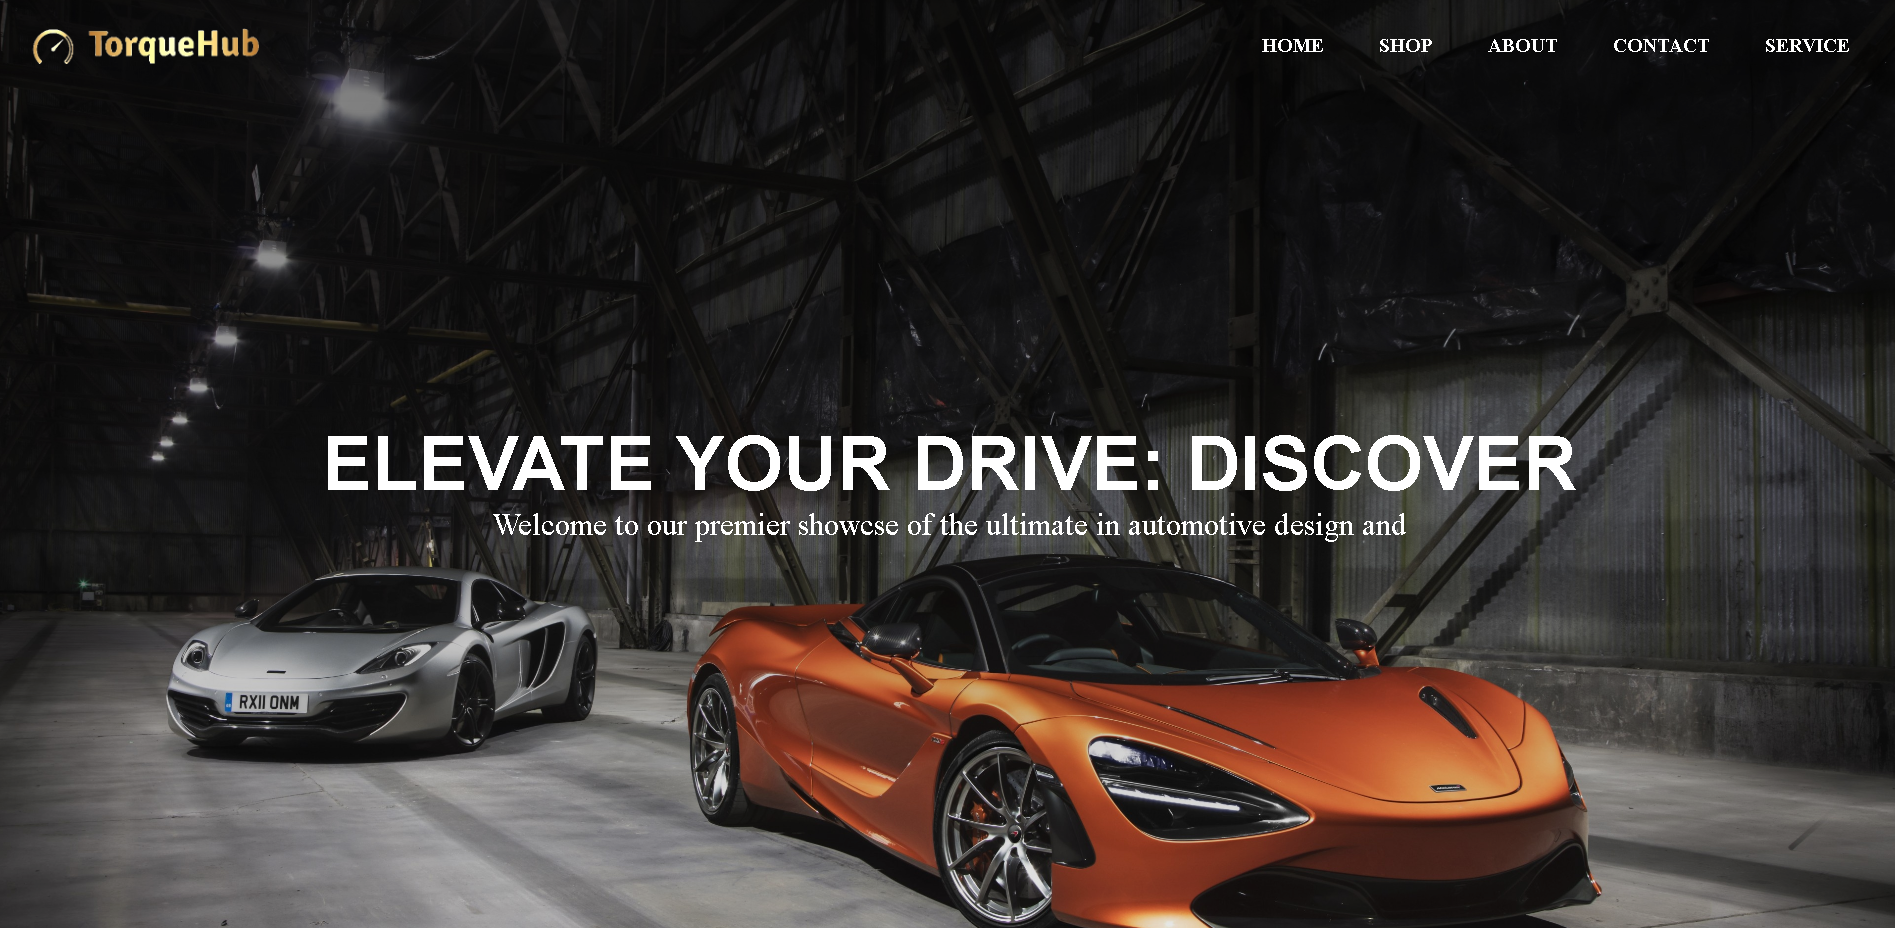 TorqueHub
HOME SHOP ABOUT CONTACT SERVICE
ELEVATE YOUR DRIVE: DISCOVER
Welcome to our premier showcse of the ultimate in automotive design and
RX11 ONM